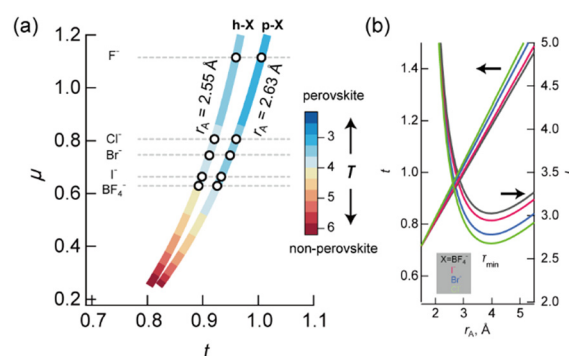 (a)
h-X p-X
1.2
1.0
0.8
0.6
0.4
0.2
μ
F⁻
Cl⁻
Br⁻
I⁻
BF₄⁻
r_A = 2.55 Å
r_A = 2.63 Å
0.7 0.8 0.9 1.0 1.1
t
perovskite
3
4
5
6
T
non-perovskite
(b)
1.4
1.2
1.0
0.8
0.6
t
5.0
4.5
4.0
3.5
3.0
2.5
2.0
τ_min
X=BF₄⁻
I⁻
Br⁻
2 3 4 5
r_A, Å